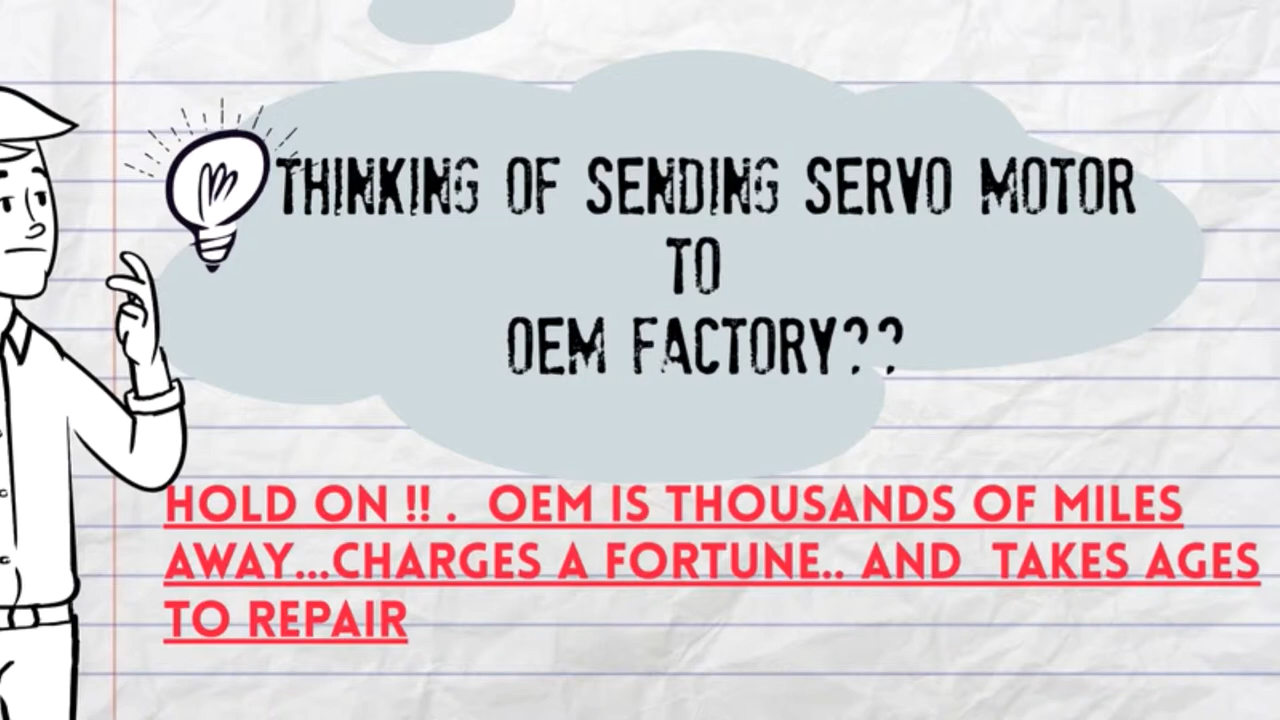 THINKING OF SENDING SERVO MOTOR
TO
OEM FACTORY??
HOLD ON !! . OEM IS THOUSANDS OF MILES
AWAY...CHARGES A FORTUNE.. AND TAKES AGES
TO REPAIR